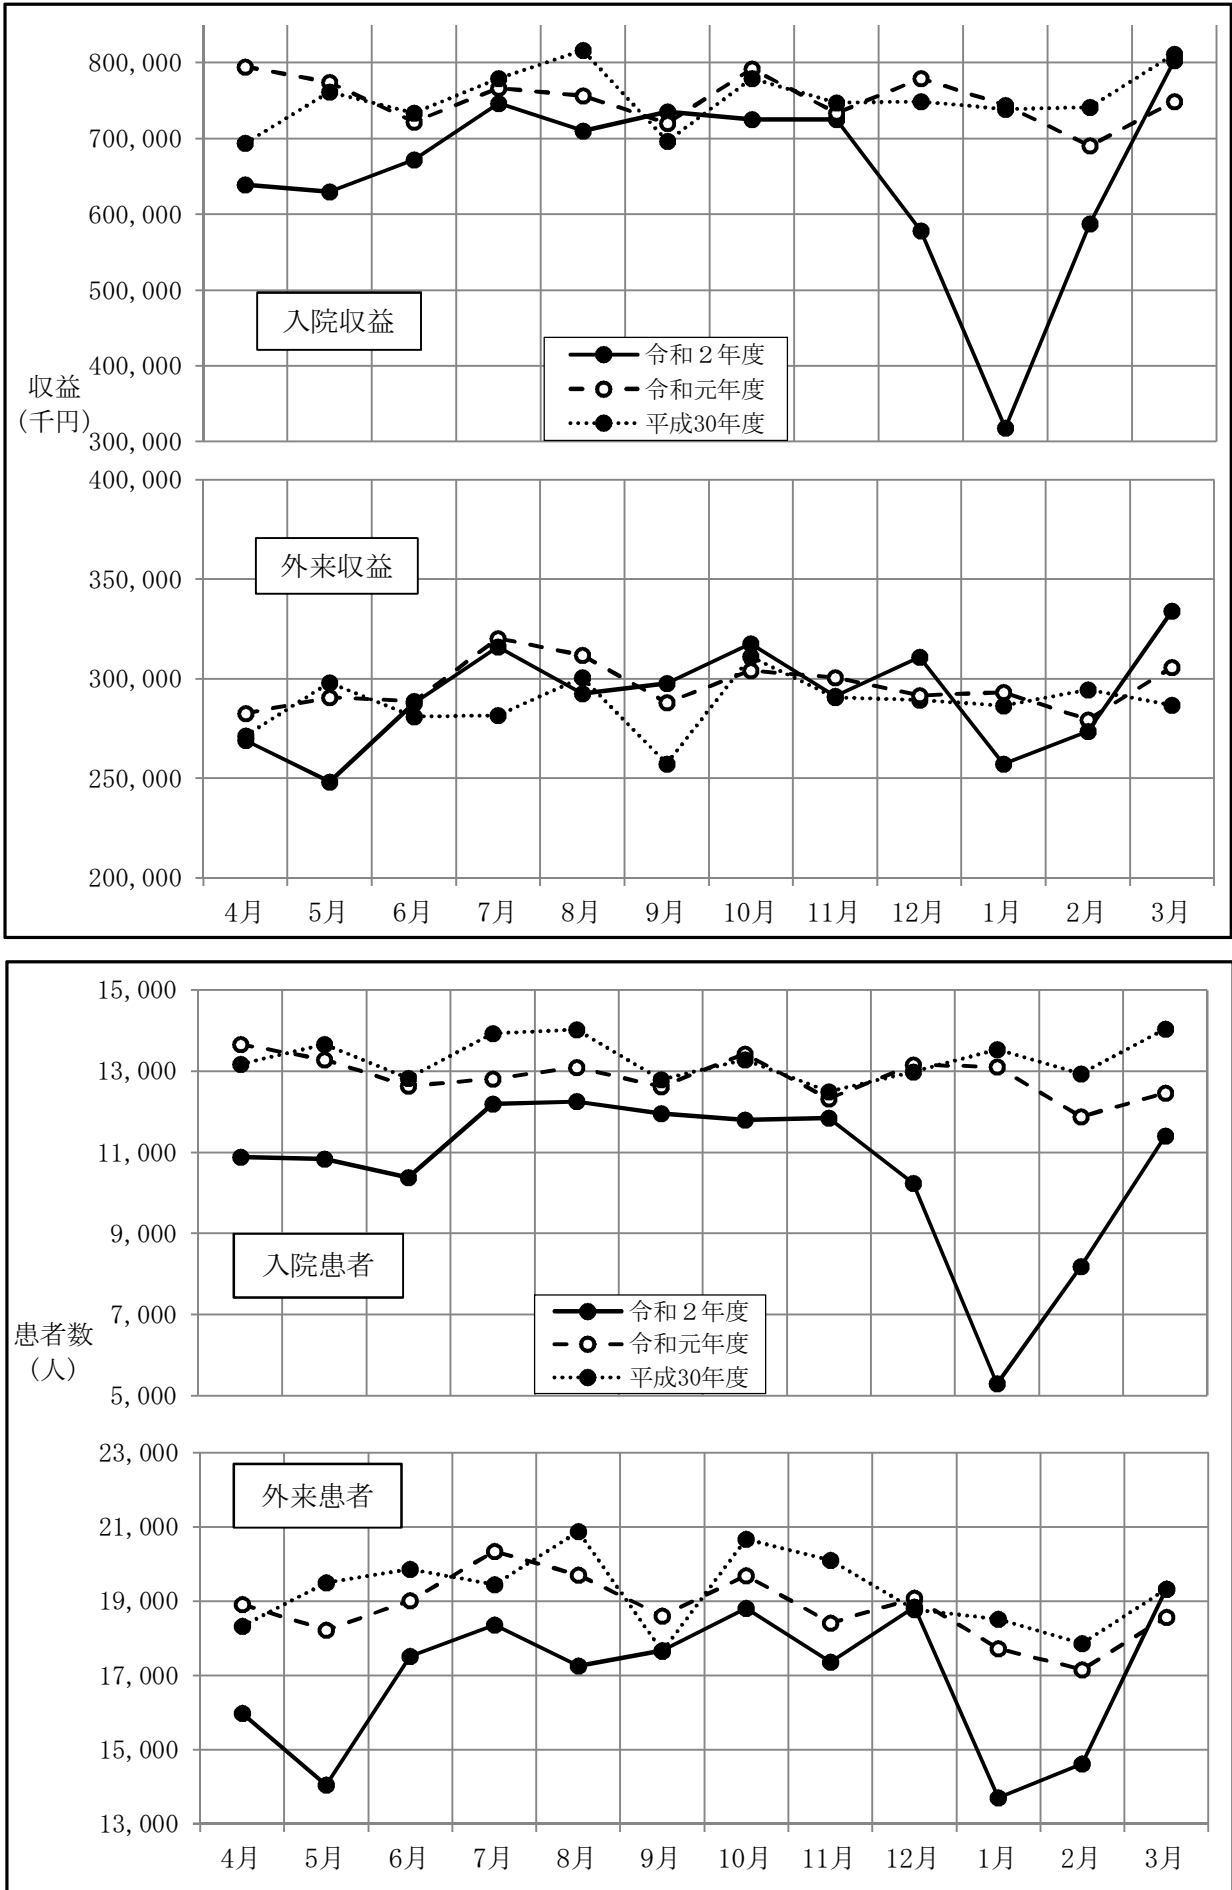 800,000
700,000
600,000
500,000
400,000
300,000
入院収益
令和２年度
令和元年度
平成30年度
収益
(千円)
400,000
350,000
300,000
250,000
200,000
外来収益
4月 5月 6月 7月 8月 9月 10月 11月 12月 1月 2月 3月
15,000
13,000
11,000
9,000
7,000
5,000
入院患者
令和２年度
令和元年度
平成30年度
患者数
(人)
23,000
21,000
19,000
17,000
15,000
13,000
外来患者
4月 5月 6月 7月 8月 9月 10月 11月 12月 1月 2月 3月